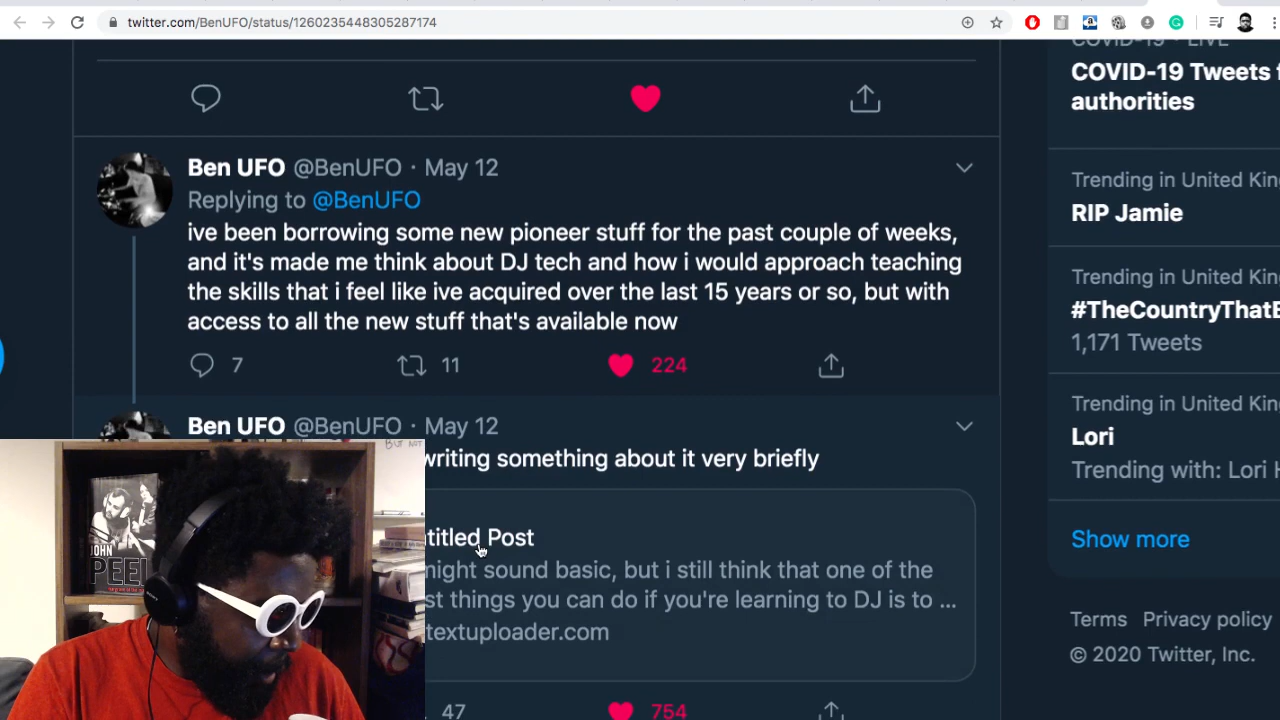 twitter.com/BenUFO/status/1260235448305287174
COVID-19 · LIVE
COVID-19 Tweets
authorities
Ben UFO @BenUFO · May 12
Replying to @BenUFO
ive been borrowing some new pioneer stuff for the past couple of weeks,
and it's made me think about DJ tech and how i would approach teaching
the skills that i feel like ive acquired over the last 15 years or so, but with
access to all the new stuff that's available now
7 11 224
Trending in United
RIP Jamie
Trending in United
#TheCountryThat
1,171 Tweets
Trending in United
Lori
Trending with: Lori
Show more
Terms Privacy policy
© 2020 Twitter, Inc.
Ben UFO @BenUFO · May 12
writing something about it very briefly
Post
might sound basic, but i still think that one of the
things you can do if you're learning to DJ is to ...
textuploader.com
47 754
BUT NOT
JOHN
PEEL
SONY